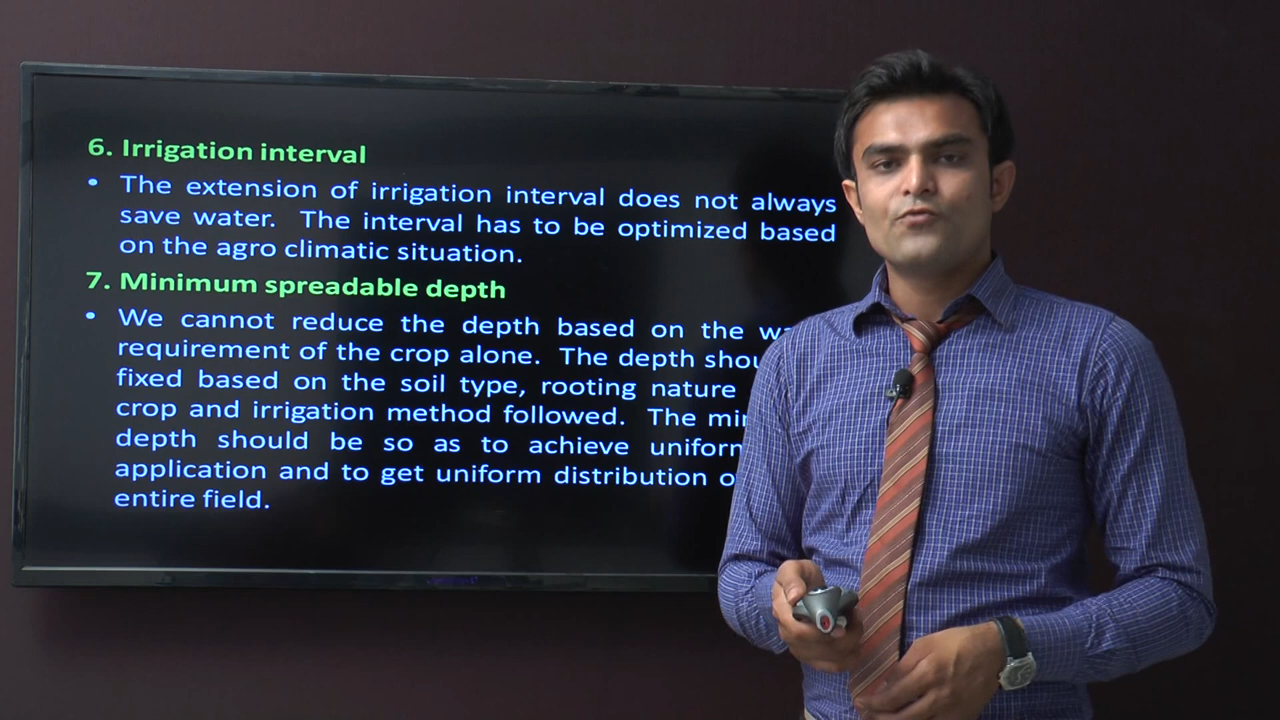 6. Irrigation interval
• The extension of irrigation interval does not always
save water. The interval has to be optimized based
on the agro climatic situation.
7. Minimum spreadable depth
• We cannot reduce the depth based on the
requirement of the crop alone. The depth
fixed based on the soil type, rooting nature
crop and irrigation method followed. The
depth should be so as to achieve
application and to get uniform distribution
entire field.